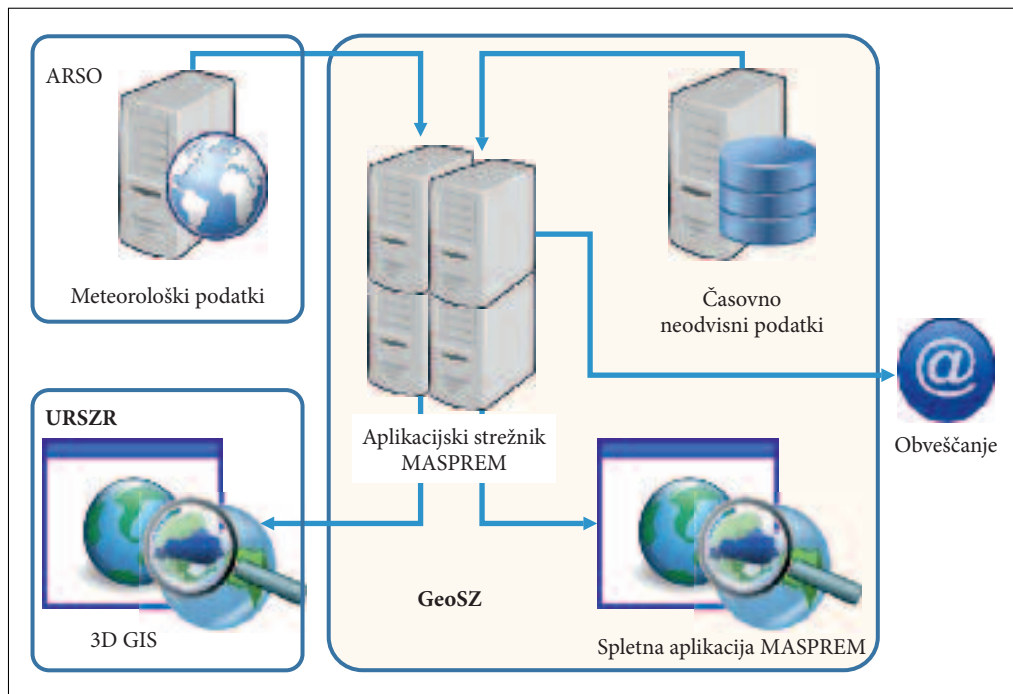 ARSO
Meteorološki podatki
Časovno
neodvisni podatki
@
Obveščanje
URSZR
Aplikacijski strežnik
MASPREM
3D GIS
GeoSZ
Spletna aplikacija MASPREM